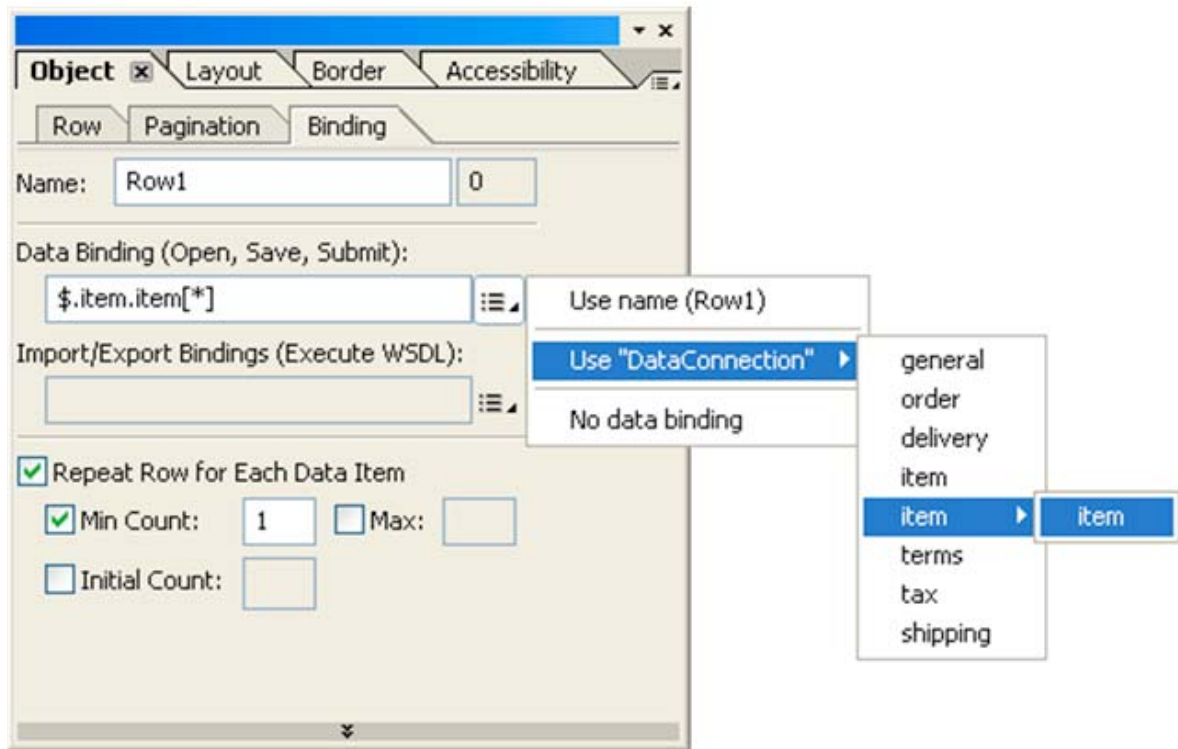 Object Layout Border Accessibility
Row Pagination Binding
Name: Row1 0
Data Binding (Open, Save, Submit):
$.item.item[*]
Use name (Row1)
Import/Export Bindings (Execute WSDL):
Use "DataConnection"
No data binding
general
order
delivery
item
item item
terms
tax
shipping
Repeat Row for Each Data Item
Min Count: 1 Max:
Initial Count: